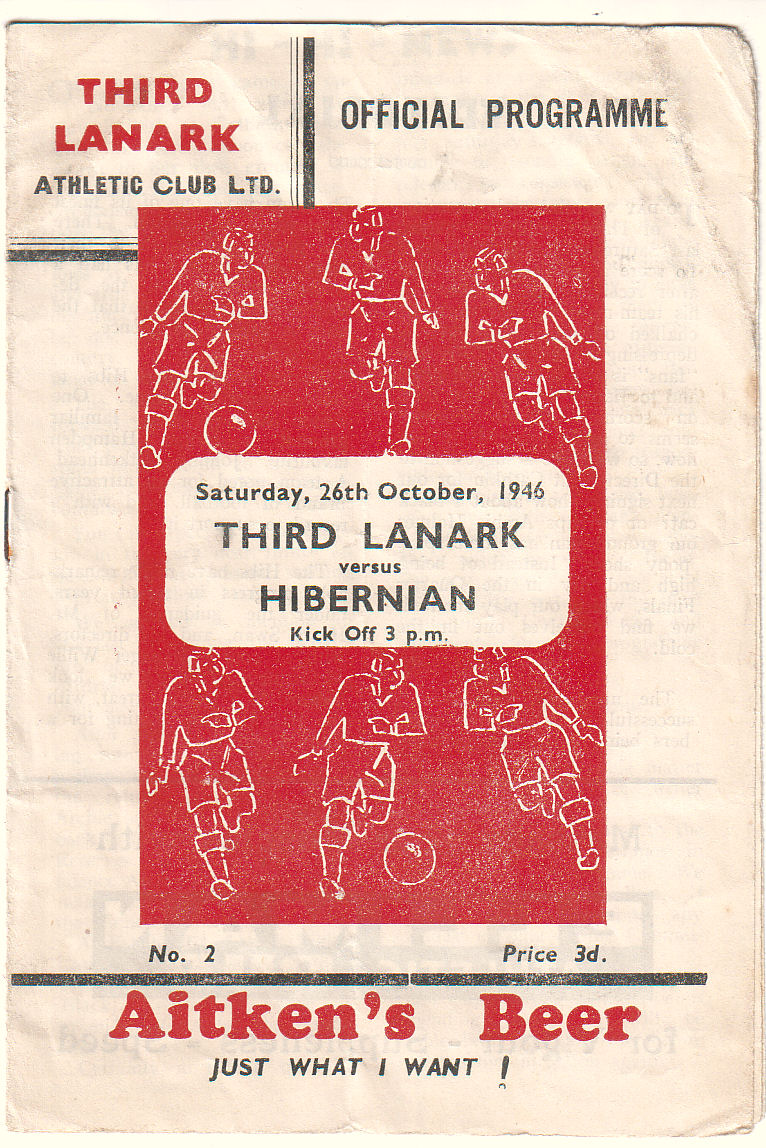 THIRD
LANARK
ATHLETIC CLUB LTD.
OFFICIAL PROGRAMME
Saturday, 26th October, 1946
THIRD LANARK
versus
HIBERNIAN
Kick Off 3 p.m.
No. 2
Price 3d.
Aitken's Beer
JUST WHAT I WANT !